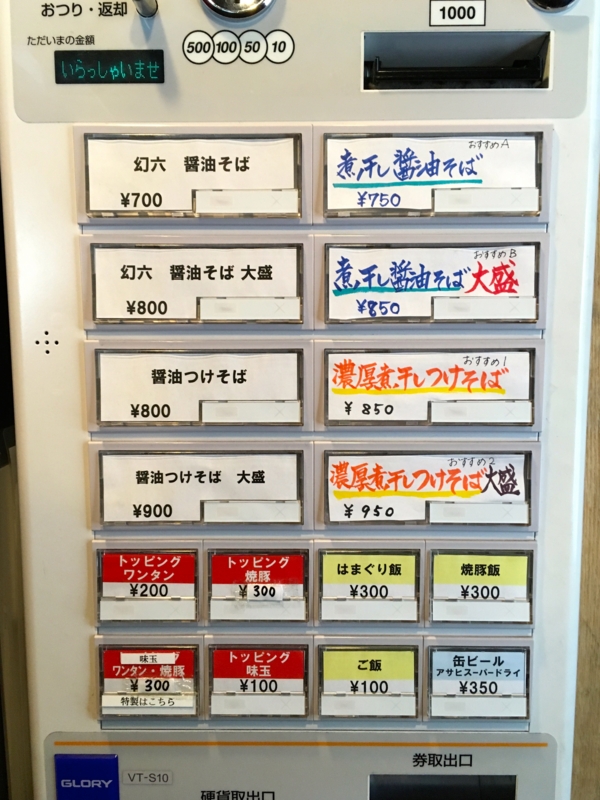 おつり・返却
1000
ただいまの金額
いらっしゃいませ
500 100 50 10
幻六 醤油そば
¥700
おすすめA
煮干し醤油そば
¥750
幻六 醤油そば 大盛
¥800
おすすめB
煮干し醤油そば大盛
¥850
醤油つけそば
¥800
おすすめ1
濃厚煮干しつけそば
¥850
醤油つけそば 大盛
¥900
おすすめ2
濃厚煮干しつけそば大盛
¥950
トッピング
ワンタン
¥200
トッピング
焼豚
¥300
はまぐり飯
¥300
焼豚飯
¥300
味玉
ワンタン・焼豚
¥300
特製はこちら
トッピング
味玉
¥100
ご飯
¥100
缶ビール
アサヒスーパードライ
¥350
券取出口
GLORY
VT-S10
硬貨取出口